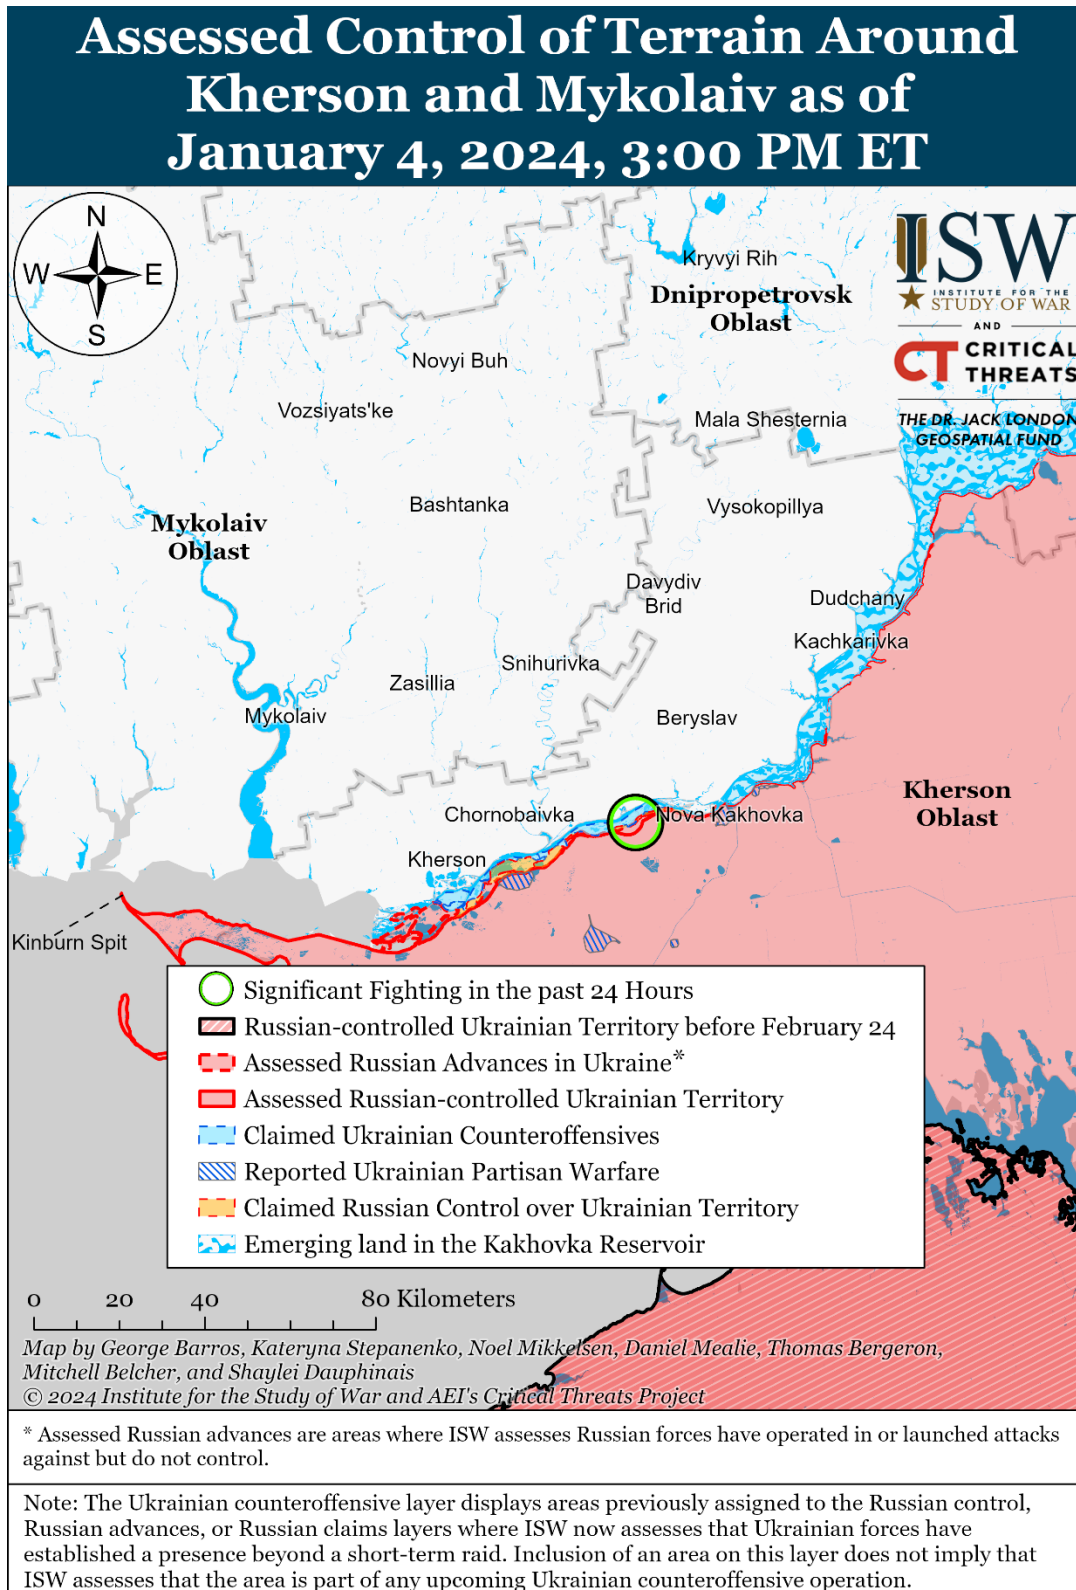 Assessed Control of Terrain Around
Kherson and Mykolaiv as of
January 4, 2024, 3:00 PM ET
N
W E
S
ISW
INSTITUTE FOR THE
STUDY OF WAR
AND
CT CRITICAL
THREATS
THE DR. JACK LONDON
GEOSPATIAL FUND
Kryvyi Rih
Dnipropetrovsk
Oblast
Novyi Buh
Vozsiyats'ke
Mala Shesternia
Bashtanka
Vysokopillya
Mykolaiv
Oblast
Davydiv
Brid
Dudchany
Kachkarivka
Snihurivka
Zasillia
Mykolaiv
Beryslav
Kherson
Oblast
Chornobaivka
Nova Kakhovka
Kherson
Kinburn Spit
Significant Fighting in the past 24 Hours
Russian-controlled Ukrainian Territory before February 24
Assessed Russian Advances in Ukraine*
Assessed Russian-controlled Ukrainian Territory
Claimed Ukrainian Counteroffensives
Reported Ukrainian Partisan Warfare
Claimed Russian Control over Ukrainian Territory
Emerging land in the Kakhovka Reservoir
0 20 40 80 Kilometers
Map by George Barros, Kateryna Stepanenko, Noel Mikkelsen, Daniel Mealie, Thomas Bergeron,
Mitchell Belcher, and Shaylei Dauphinais
© 2024 Institute for the Study of War and AEI's Critical Threats Project
* Assessed Russian advances are areas where ISW assesses Russian forces have operated in or launched attacks
against but do not control.
Note: The Ukrainian counteroffensive layer displays areas previously assigned to the Russian control,
Russian advances, or Russian claims layers where ISW now assesses that Ukrainian forces have
established a presence beyond a short-term raid. Inclusion of an area on this layer does not imply that
ISW assesses that the area is part of any upcoming Ukrainian counteroffensive operation.